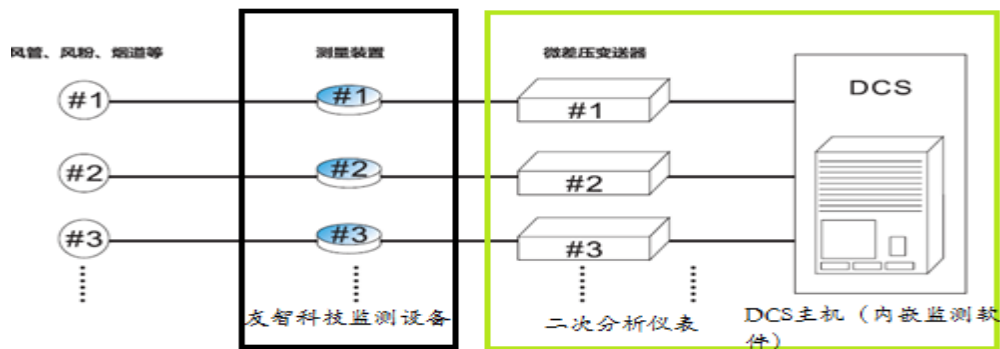 风管、风粉、烟道等
测量装置
微差压变送器
DCS
#1
#1
#1
#2
#2
#2
#3
#3
#3
友智科技监测设备
二次分析仪表
DCS主机（内嵌监测软
件）